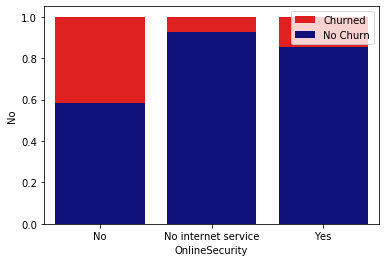 Churned
No Churn
1.0
0.8
0.6
0.4
0.2
0.0
No
No No internet service Yes
OnlineSecurity